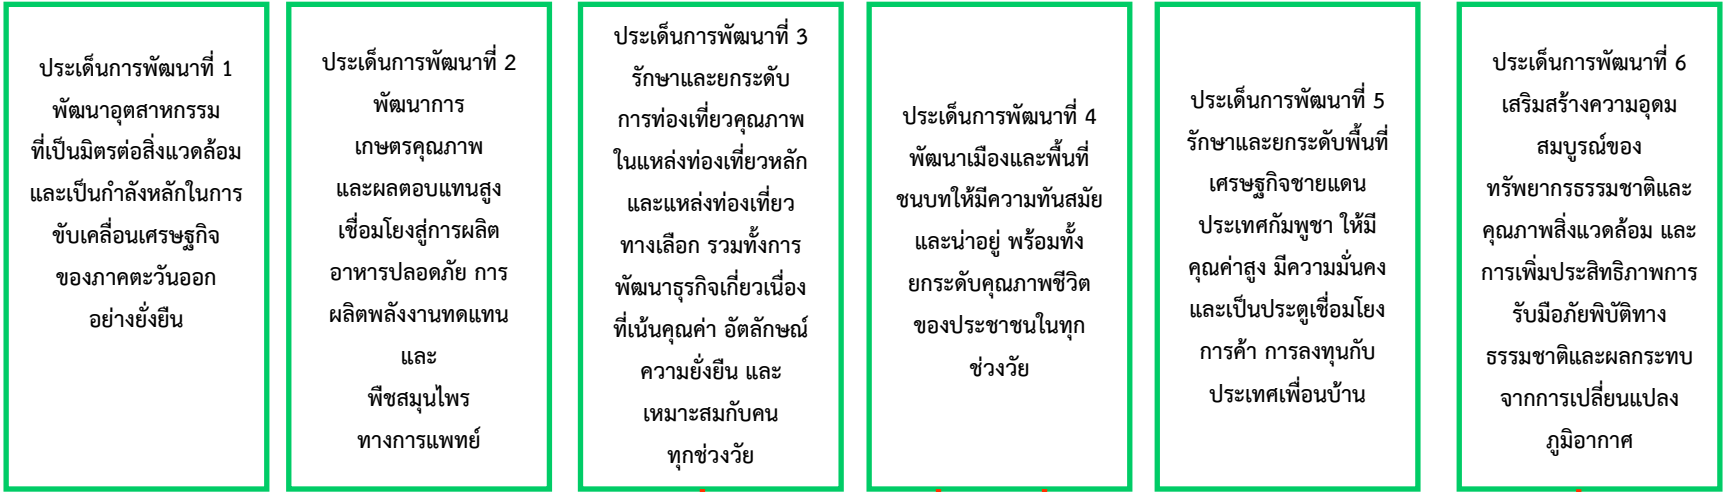 ประเด็นการพัฒนาที่ 1
พัฒนาอุตสาหกรรม
ที่เป็นมิตรต่อสิ่งแวดล้อม
และเป็นกำลังหลักในการ
ขับเคลื่อนเศรษฐกิจ
ของภาคตะวันออก
อย่างยั่งยืน
ประเด็นการพัฒนาที่ 2
พัฒนาการ
เกษตรคุณภาพ
และผลตอบแทนสูง
เชื่อมโยงสู่การผลิต
อาหารปลอดภัย การ
ผลิตพลังงานทดแทน
และ
พืชสมุนไพร
ทางการแพทย์
ประเด็นการพัฒนาที่ 3
รักษาและยกระดับ
การท่องเที่ยวคุณภาพ
ในแหล่งท่องเที่ยวหลัก
และแหล่งท่องเที่ยว
ทางเลือก รวมทั้งการ
พัฒนาธุรกิจเกี่ยวเนื่อง
ที่เน้นคุณค่า อัตลักษณ์
ความยั่งยืน และ
เหมาะสมกับคน
ทุกช่วงวัย
ประเด็นการพัฒนาที่ 4
พัฒนาเมืองและพื้นที่
ชนบทให้มีความทันสมัย
และน่าอยู่ พร้อมทั้ง
ยกระดับคุณภาพชีวิต
ของประชาชนในทุก
ช่วงวัย
ประเด็นการพัฒนาที่ 5
รักษาและยกระดับพื้นที่
เศรษฐกิจชายแดน
ประเทศกัมพูชา ให้มี
คุณค่าสูง มีความมั่นคง
และเป็นประตูเชื่อมโยง
การค้า การลงทุนกับ
ประเทศเพื่อนบ้าน
ประเด็นการพัฒนาที่ 6
เสริมสร้างความอุดม
สมบูรณ์ของ
ทรัพยากรธรรมชาติและ
คุณภาพสิ่งแวดล้อม และ
การเพิ่มประสิทธิภาพการ
รับมือภัยพิบัติทาง
ธรรมชาติและผลกระทบ
จากการเปลี่ยนแปลง
ภูมิอากาศ